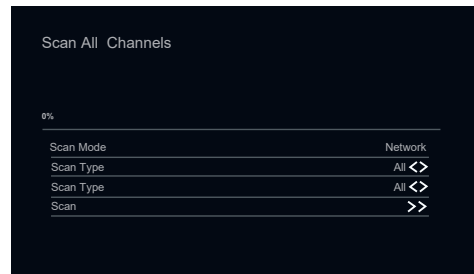 Scan All Channels
0%
Scan Mode Network
Scan Type All <>
Scan Type All <>
Scan >>